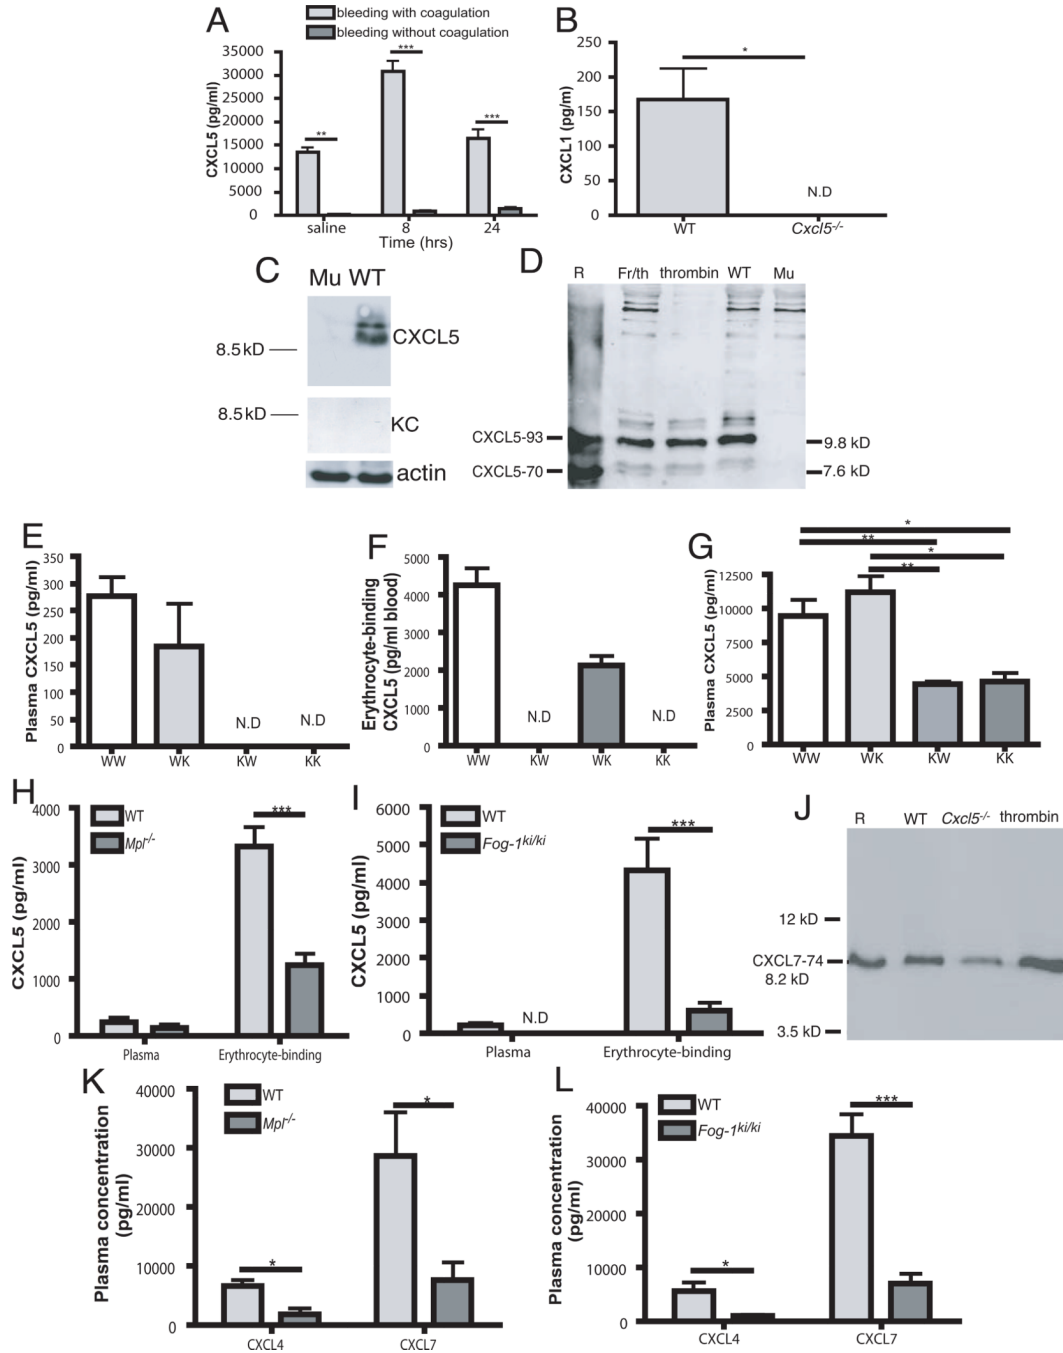 A
bleeding with coagulation
bleeding without coagulation
CXCL5 (pg/ml)
35000
30000
25000
20000
15000
10000
5000
0
**
***
***
saline
8
24
Time (hrs)
B
CXCL1 (pg/m)
250
200
150
100
50
0
*
N.D
WT
Cxcl5-/-
C
Mu WT
8.5 kD
CXCL5
8.5 kD
KC
actin
D
R Fr/th thrombin WT Mu
CXCL5-93
9.8 kD
CXCL5-70
7.6 kD
E
Plasma CXCL5 (pg/ml)
350
300
250
200
150
100
50
0
N.D
N.D
WW WK KW KK
F
Erythrocyte-binding
CXCL5 (pg/ml blood)
5000
4000
3000
2000
1000
0
N.D
N.D
WW KW WK KK
G
Plasma CXCL5 (pg/ml)
12500
10000
7500
5000
2500
0
*
**
*
**
WW WK KW KK
H
WT
Mpl-/-
CXCL5 (pg/ml)
4000
3000
2000
1000
0
***
Plasma
Erythrocyte-binding
I
WT
Fog-1ki/ki
CXCL5 (pg/ml)
6000
5000
4000
3000
2000
1000
0
N.D
***
Plasma
Erythrocyte-binding
J
R WT Cxcl5-/- thrombin
12 kD
CXCL7-74
8.2 kD
3.5 kD
K
WT
Mpl-/-
Plasma concentration
(pg/ml)
40000
30000
20000
10000
0
*
*
CXCL4
CXCL7
L
WT
Fog-1ki/ki
Plasma concentration
(pg/ml)
40000
30000
20000
10000
0
*
***
CXCL4
CXCL7